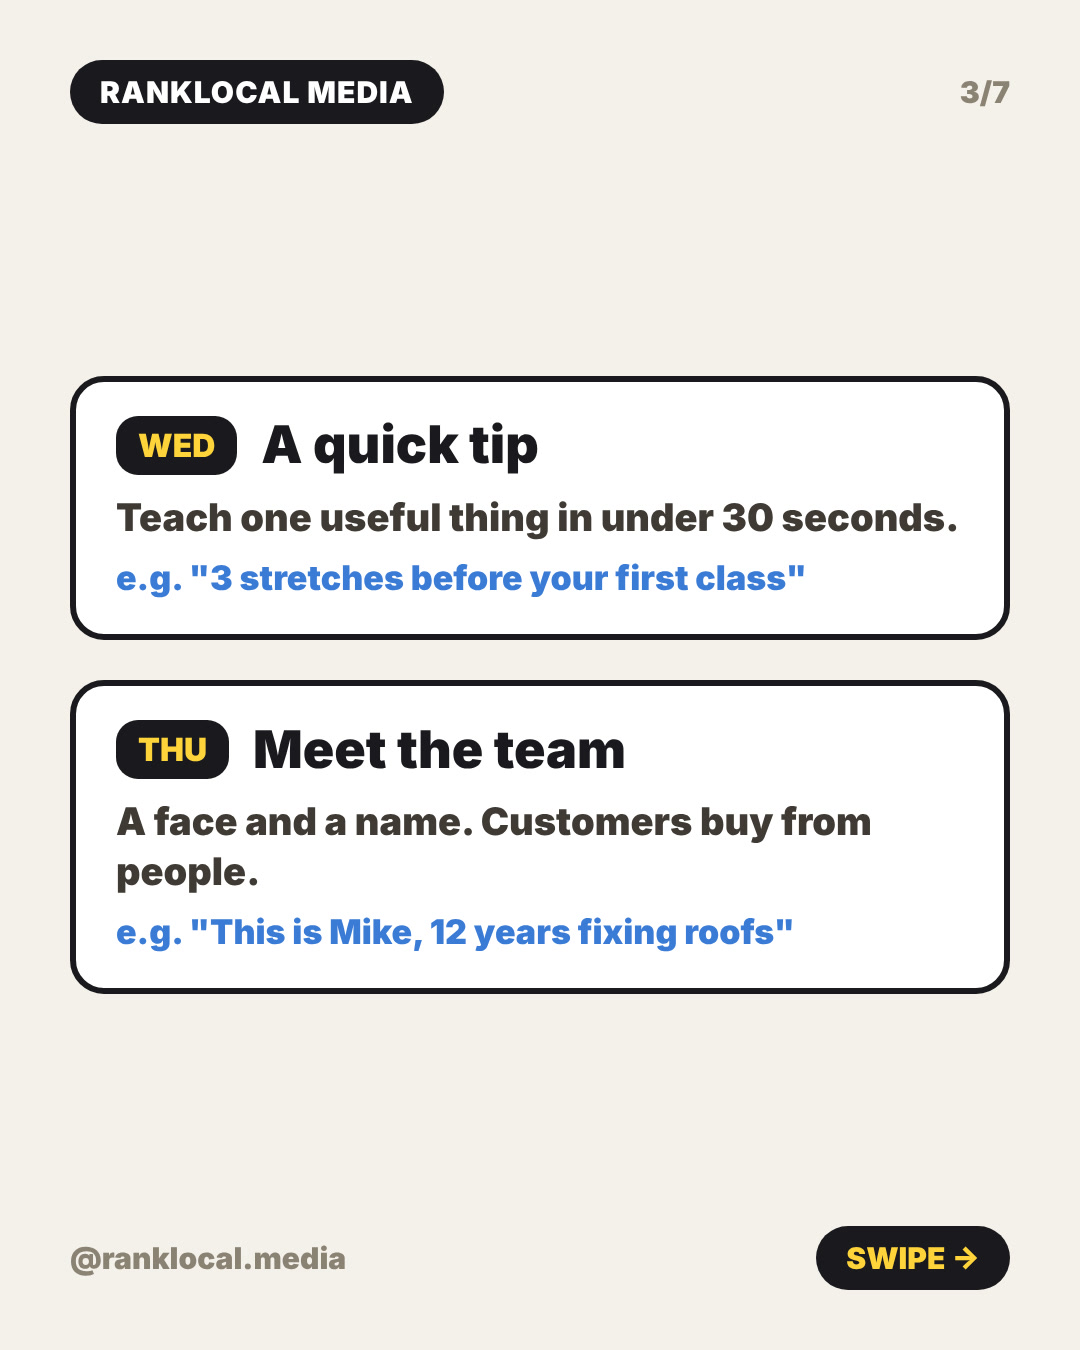 RANKLOCAL MEDIA
3/7
WED A quick tip
Teach one useful thing in under 30 seconds.
e.g. "3 stretches before your first class"
THU Meet the team
A face and a name. Customers buy from
people.
e.g. "This is Mike, 12 years fixing roofs"
@ranklocal.media
SWIPE →